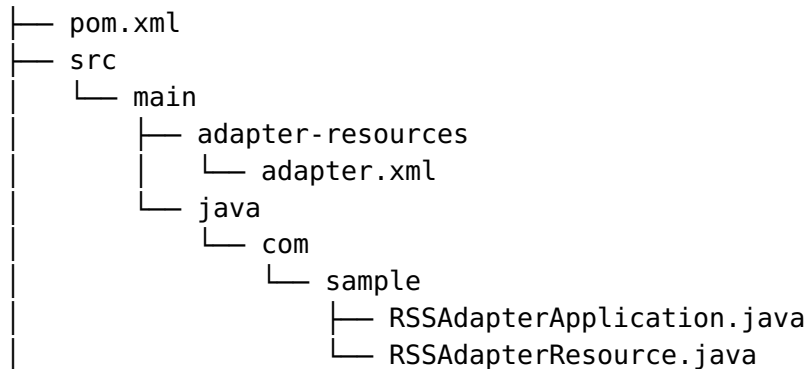 ├── pom.xml
├── src
│   └── main
│       ├── adapter-resources
│       │   └── adapter.xml
│       └── java
│           └── com
│               └── sample
│                   ├── RSSAdapterApplication.java
│                   └── RSSAdapterResource.java